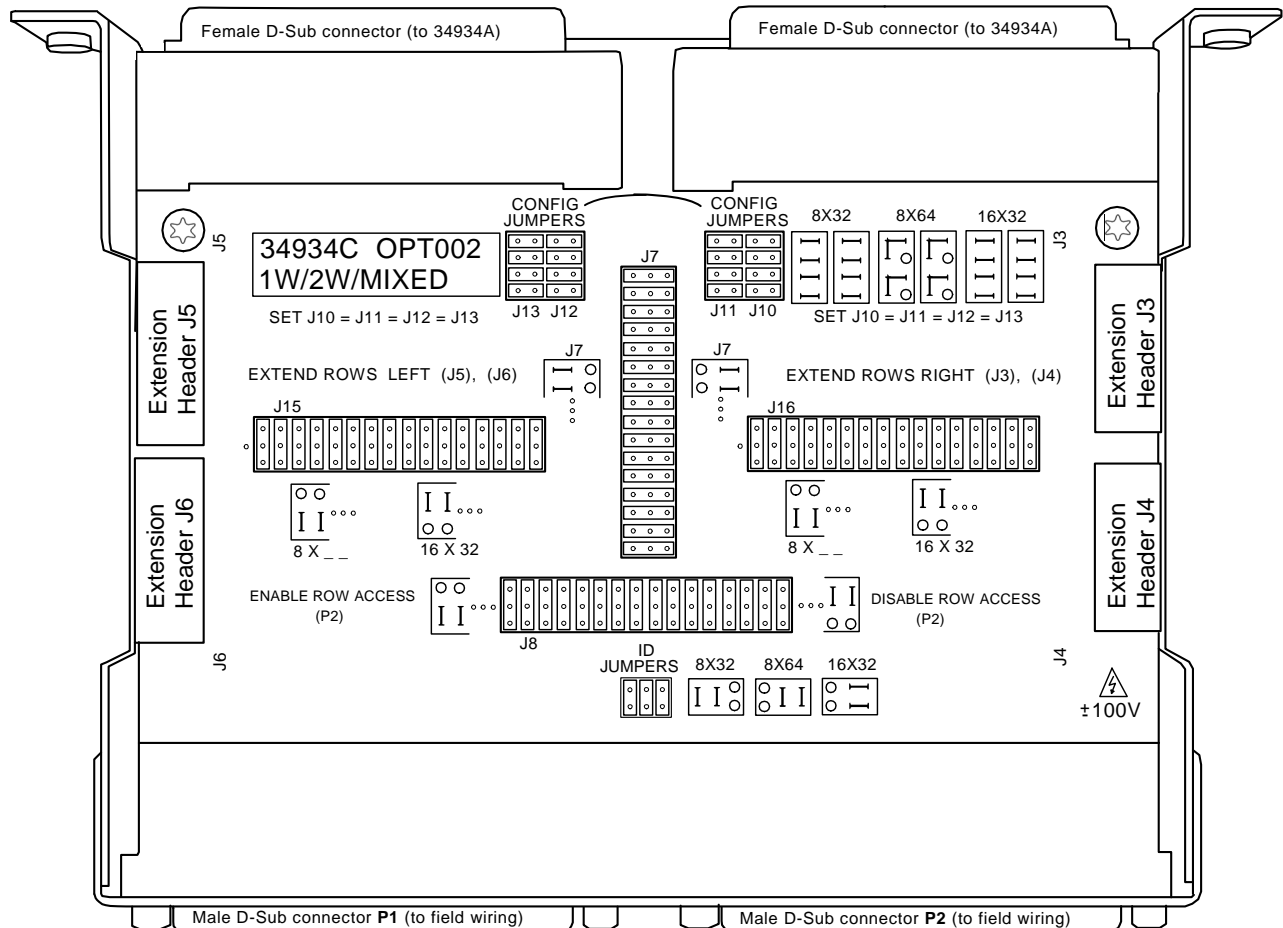 Female D-Sub connector (to 34934A)
Female D-Sub connector (to 34934A)
CONFIG
JUMPERS
CONFIG
JUMPERS
8X32
8X64
16X32
J5
J3
34934C OPT002
1W/2W/MIXED
J7
J13
J12
J11
J10
SET J10 = J11 = J12 = J13
SET J10 = J11 = J12 = J13
Extension
Header J5
Extension
Header J3
J7
J7
EXTEND ROWS LEFT (J5), (J6)
EXTEND ROWS RIGHT (J3), (J4)
J15
J16
Extension
Header J6
Extension
Header J4
8 X _ _
16 X 32
8 X _ _
16 X 32
ENABLE ROW ACCESS
(P2)
DISABLE ROW ACCESS
(P2)
J8
J6
J4
ID
JUMPERS
8X32
8X64
16X32
±100V
Male D-Sub connector P1 (to field wiring)
Male D-Sub connector P2 (to field wiring)